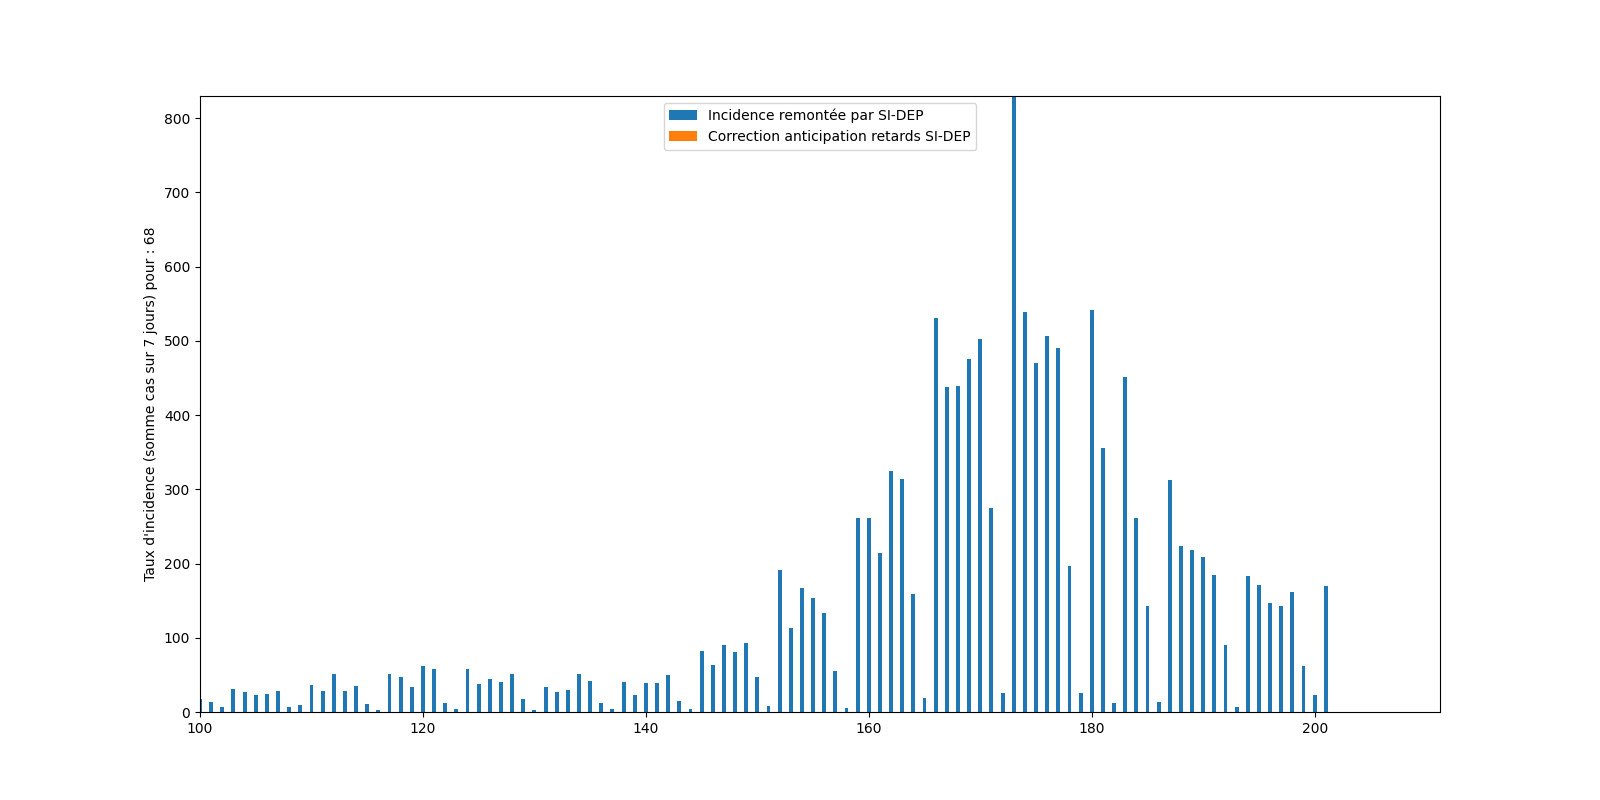 Incidence remontée par SI-DEP
Correction anticipation retards SI-DEP
Taux d'incidence (somme cas sur 7 jours) pour : 68
800
700
600
500
400
300
200
100
0
100 120 140 160 180 200